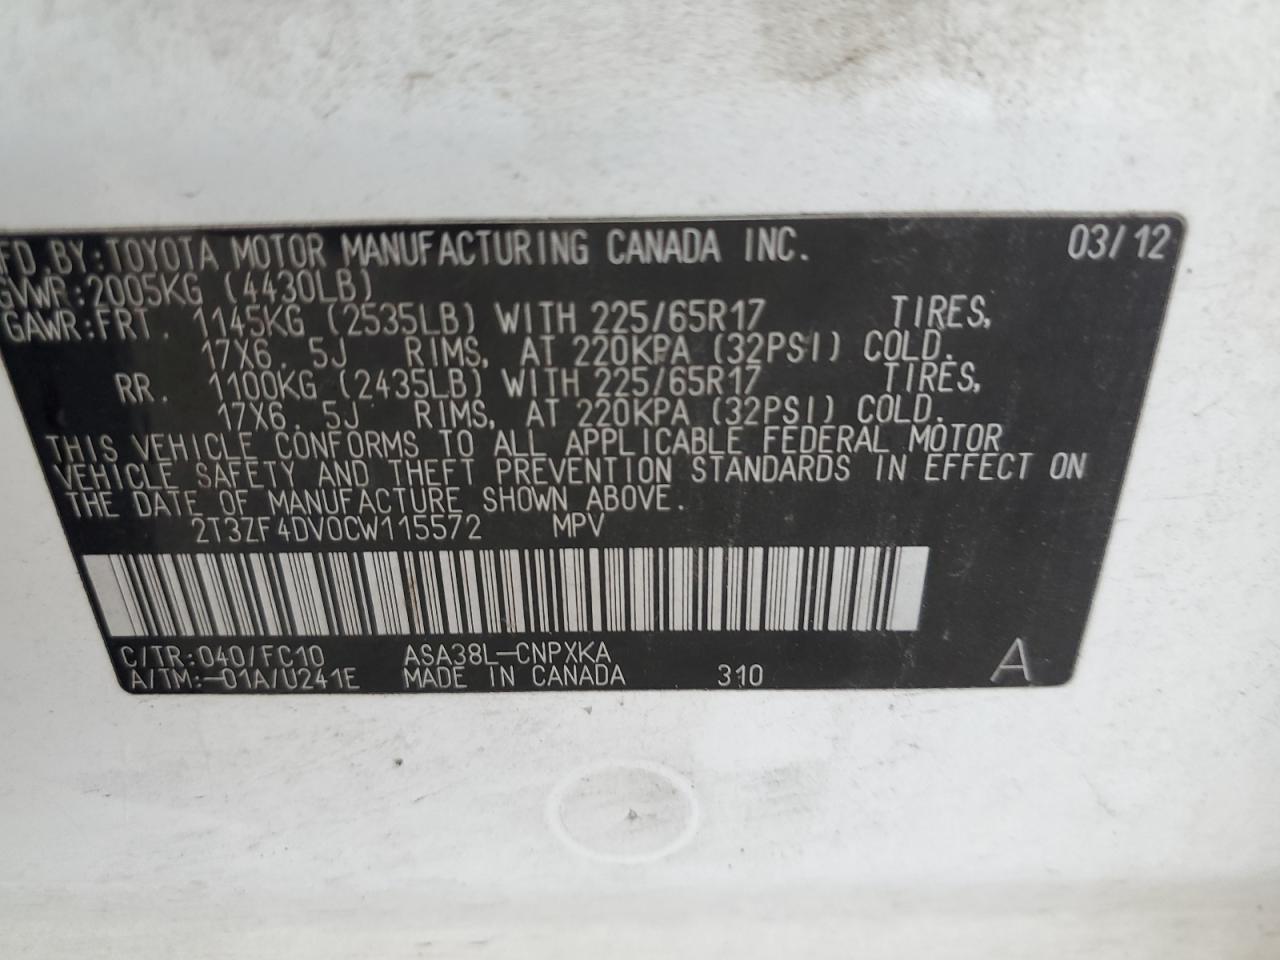 MFD.BY:TOYOTA MOTOR MANUFACTURING CANADA INC. 03/12
GVWR:2005KG (4430LB)
GAWR:FRT. 1145KG (2535LB) WITH 225/65R17 TIRES,
17X6.5J RIMS, AT 220KPA (32PSI) COLD.
RR. 1100KG (2435LB) WITH 225/65R17 TIRES,
17X6.5J RIMS, AT 220KPA (32PSI) COLD.
THIS VEHICLE CONFORMS TO ALL APPLICABLE FEDERAL MOTOR
VEHICLE SAFETY AND THEFT PREVENTION STANDARDS IN EFFECT ON
THE DATE OF MANUFACTURE SHOWN ABOVE.
2T3ZF4DV0CW115572 MPV
C/TR:040/FC10 ASA38L-CNPXKA
A/TM:-01A/U241E MADE IN CANADA 310 A